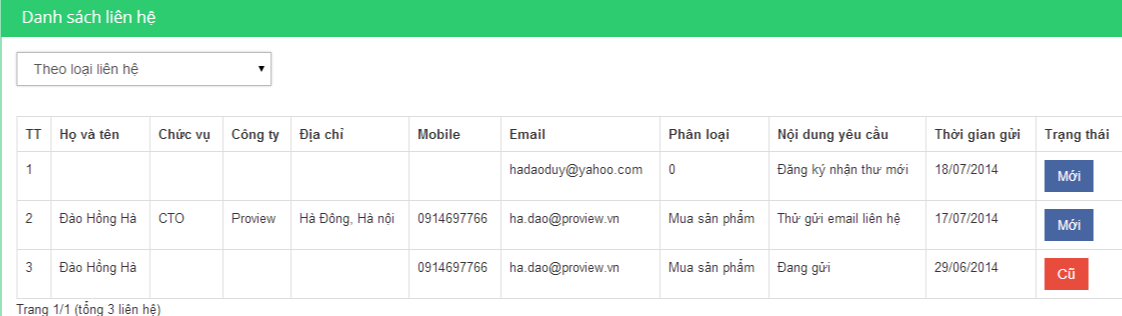 Danh sách liên hệ
Theo loại liên hệ
TT Họ và tên Chức vụ Công ty Địa chỉ Mobile Email Phân loại Nội dung yêu cầu Thời gian gửi Trạng thái
1 hadaoduy@yahoo.com 0 Đăng ký nhận thư mới 18/07/2014 Mới
2 Đào Hồng Hà CTO Proview Hà Đông, Hà nội 0914697766 ha.dao@proview.vn Mua sản phẩm Thử gửi email liên hệ 17/07/2014 Mới
3 Đào Hồng Hà 0914697766 ha.dao@proview.vn Mua sản phẩm Đang gửi 29/06/2014 Cũ
Trang 1/1 (tổng 3 liên hệ)